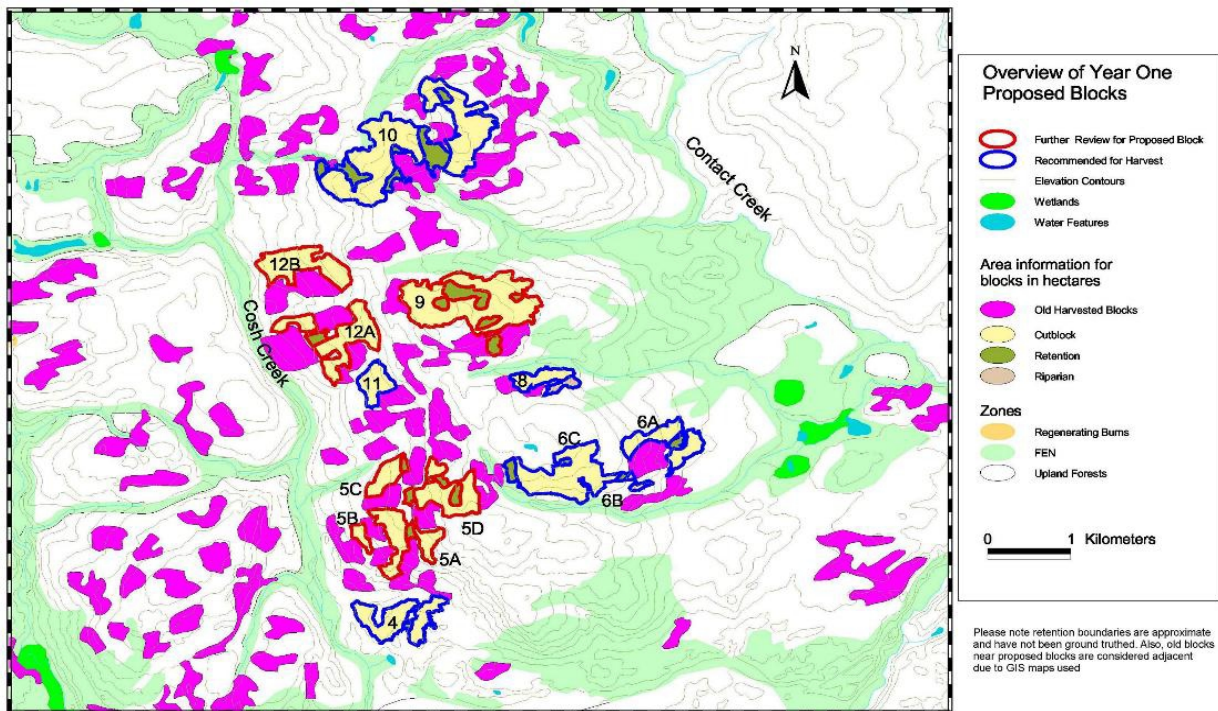 N
10
Contact Creek
12B
9
12A
Cosh Creek
11
8
6A
6C
5C
6B
5B
5D
5A
4
Overview of Year One
Proposed Blocks
Further Review for Proposed Block
Recommended for Harvest
Elevation Contours
Wetlands
Water Features
Area information for
blocks in hectares
Old Harvested Blocks
Cutblock
Retention
Riparian
Zones
Regenerating Burns
FEN
Upland Forests
0 1 Kilometers
Please note retention boundaries are approximate
and have not been ground truthed. Also, old blocks
near proposed blocks are considered adjacent
due to GIS maps used